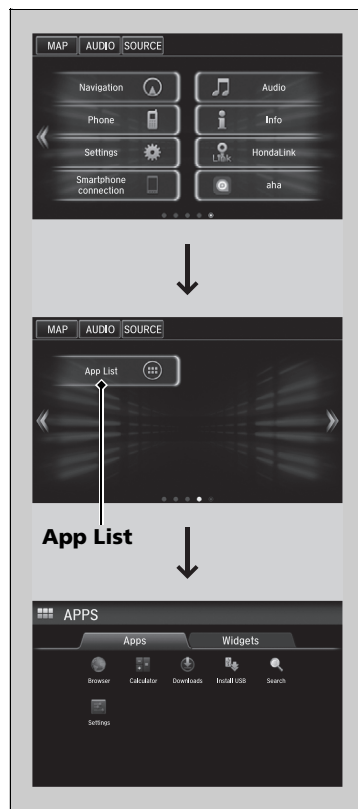 MAP AUDIO SOURCE
Navigation Audio
Phone Info
Settings Link HondaLink
Smartphone
connection aha
MAP AUDIO SOURCE
App List
App List
APPS
Apps Widgets
Browser Calculator Downloads Install USB Search
Settings